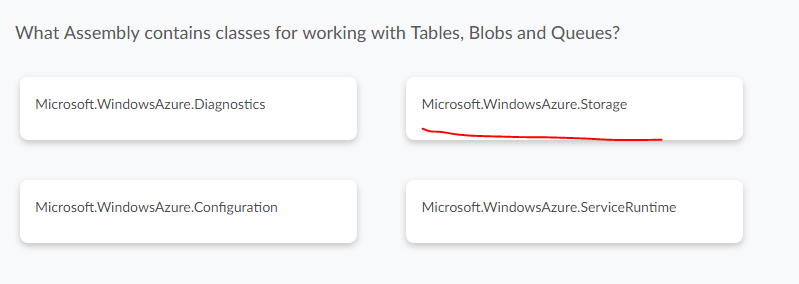 What Assembly contains classes for working with Tables, Blobs and Queues?
Microsoft.WindowsAzure.Diagnostics
Microsoft.WindowsAzure.Storage
Microsoft.WindowsAzure.Configuration
Microsoft.WindowsAzure.ServiceRuntime